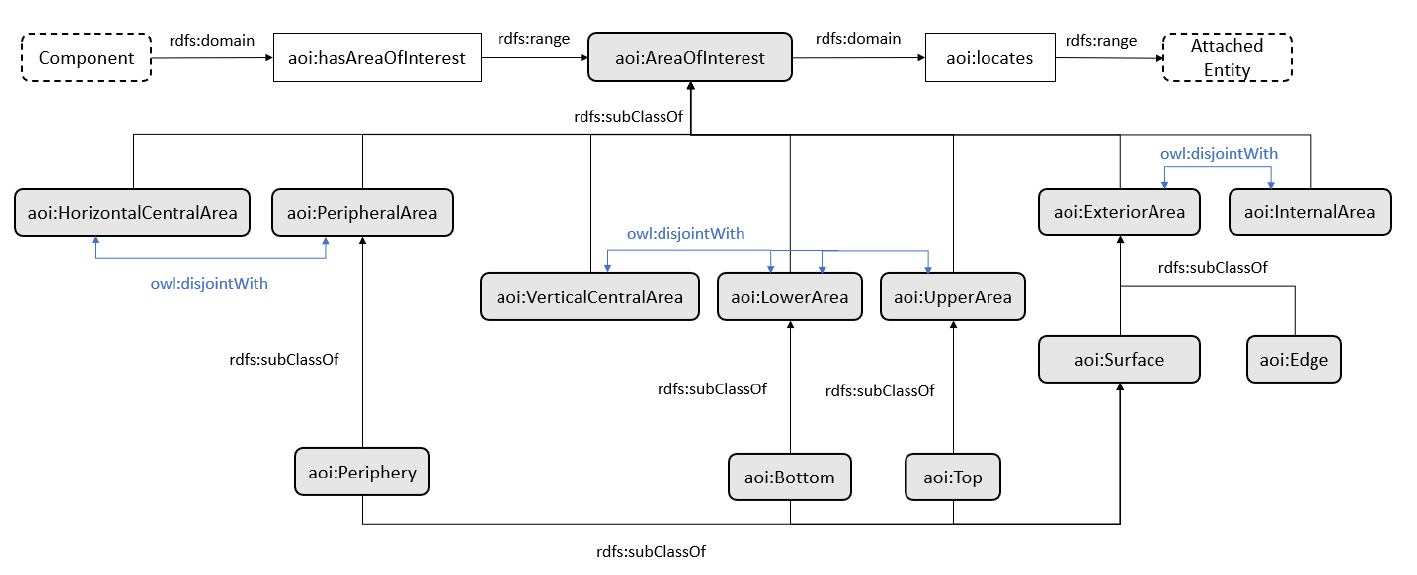 rdfs:domain
rdfs:range
rdfs:domain
rdfs:range
Component
aoi:hasAreaOfInterest
aoi:AreaOfInterest
aoi:locates
Attached
Entity
rdfs:subClassOf
owl:disjointWith
aoi:HorizontalCentralArea
aoi:PeripheralArea
aoi:ExteriorArea
aoi:InternalArea
owl:disjointWith
owl:disjointWith
rdfs:subClassOf
aoi:VerticalCentralArea
aoi:LowerArea
aoi:UpperArea
rdfs:subClassOf
aoi:Surface
aoi:Edge
rdfs:subClassOf
rdfs:subClassOf
aoi:Periphery
aoi:Bottom
aoi:Top
rdfs:subClassOf